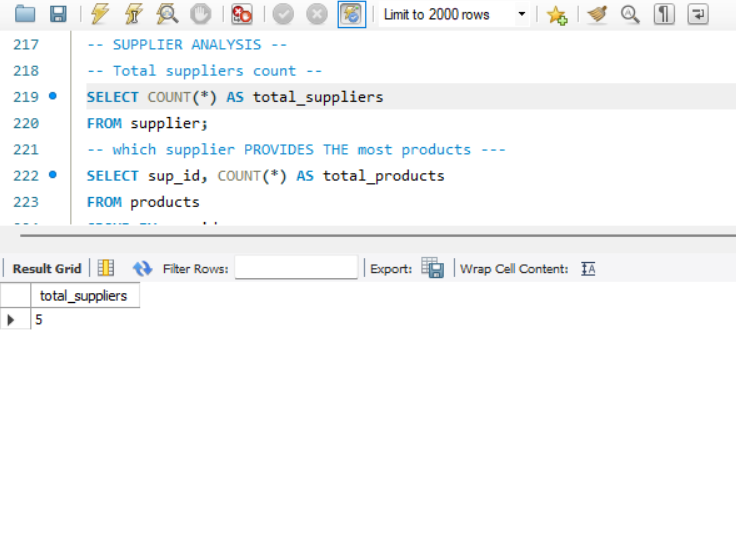 Limit to 2000 rows
217 -- SUPPLIER ANALYSIS --
218 -- Total suppliers count --
219 SELECT COUNT(*) AS total_suppliers
220 FROM supplier;
221 -- which supplier PROVIDES THE most products ---
222 SELECT sup_id, COUNT(*) AS total_products
223 FROM products
Result Grid Filter Rows: Export: Wrap Cell Content: IA
total_suppliers
5